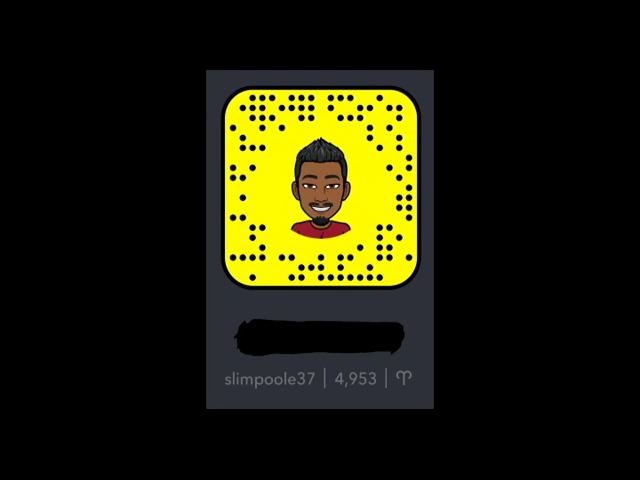 slimpoole37 | 4,953 | ♈